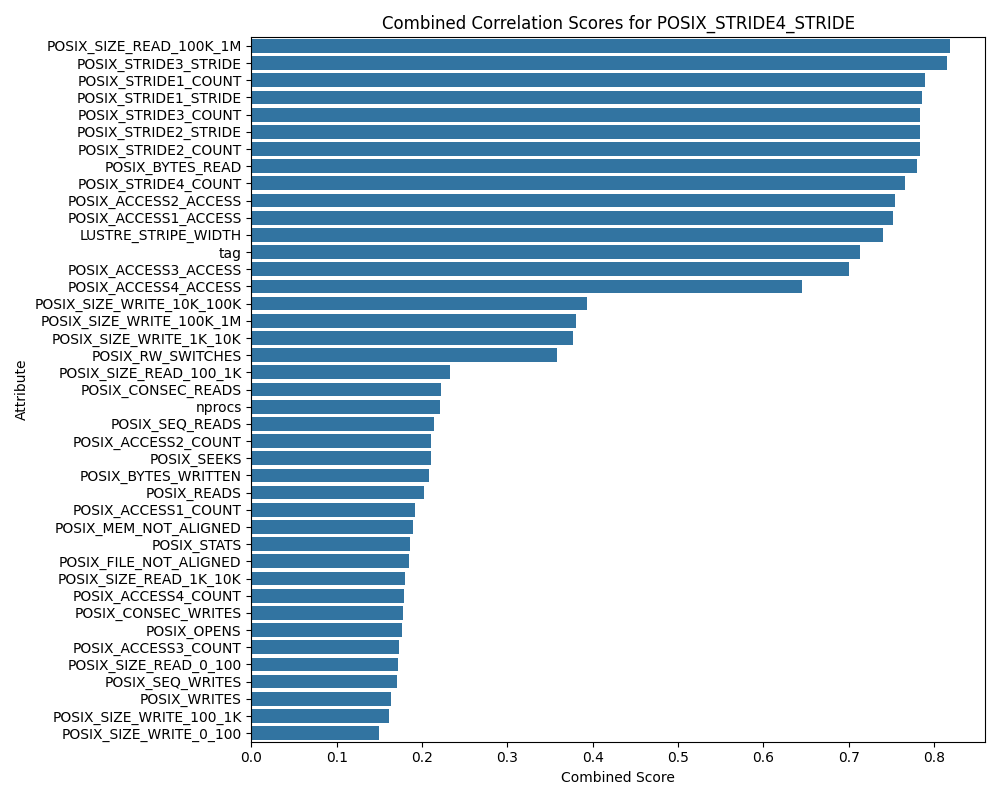 Combined Correlation Scores for POSIX_STRIDE4_STRIDE
POSIX_SIZE_READ_100K_1M
POSIX_STRIDE3_STRIDE
POSIX_STRIDE1_COUNT
POSIX_STRIDE1_STRIDE
POSIX_STRIDE3_COUNT
POSIX_STRIDE2_STRIDE
POSIX_STRIDE2_COUNT
POSIX_BYTES_READ
POSIX_STRIDE4_COUNT
POSIX_ACCESS2_ACCESS
POSIX_ACCESS1_ACCESS
LUSTRE_STRIPE_WIDTH
tag
POSIX_ACCESS3_ACCESS
POSIX_ACCESS4_ACCESS
POSIX_SIZE_WRITE_10K_100K
POSIX_SIZE_WRITE_100K_1M
POSIX_SIZE_WRITE_1K_10K
POSIX_RW_SWITCHES
POSIX_SIZE_READ_100_1K
POSIX_CONSEC_READS
nprocs
POSIX_SEQ_READS
POSIX_ACCESS2_COUNT
POSIX_SEEKS
POSIX_BYTES_WRITTEN
POSIX_READS
POSIX_ACCESS1_COUNT
POSIX_MEM_NOT_ALIGNED
POSIX_STATS
POSIX_FILE_NOT_ALIGNED
POSIX_SIZE_READ_1K_10K
POSIX_ACCESS4_COUNT
POSIX_CONSEC_WRITES
POSIX_OPENS
POSIX_ACCESS3_COUNT
POSIX_SIZE_READ_0_100
POSIX_SEQ_WRITES
POSIX_WRITES
POSIX_SIZE_WRITE_100_1K
POSIX_SIZE_WRITE_0_100
Attribute
0.0 0.1 0.2 0.3 0.4 0.5 0.6 0.7 0.8
Combined Score